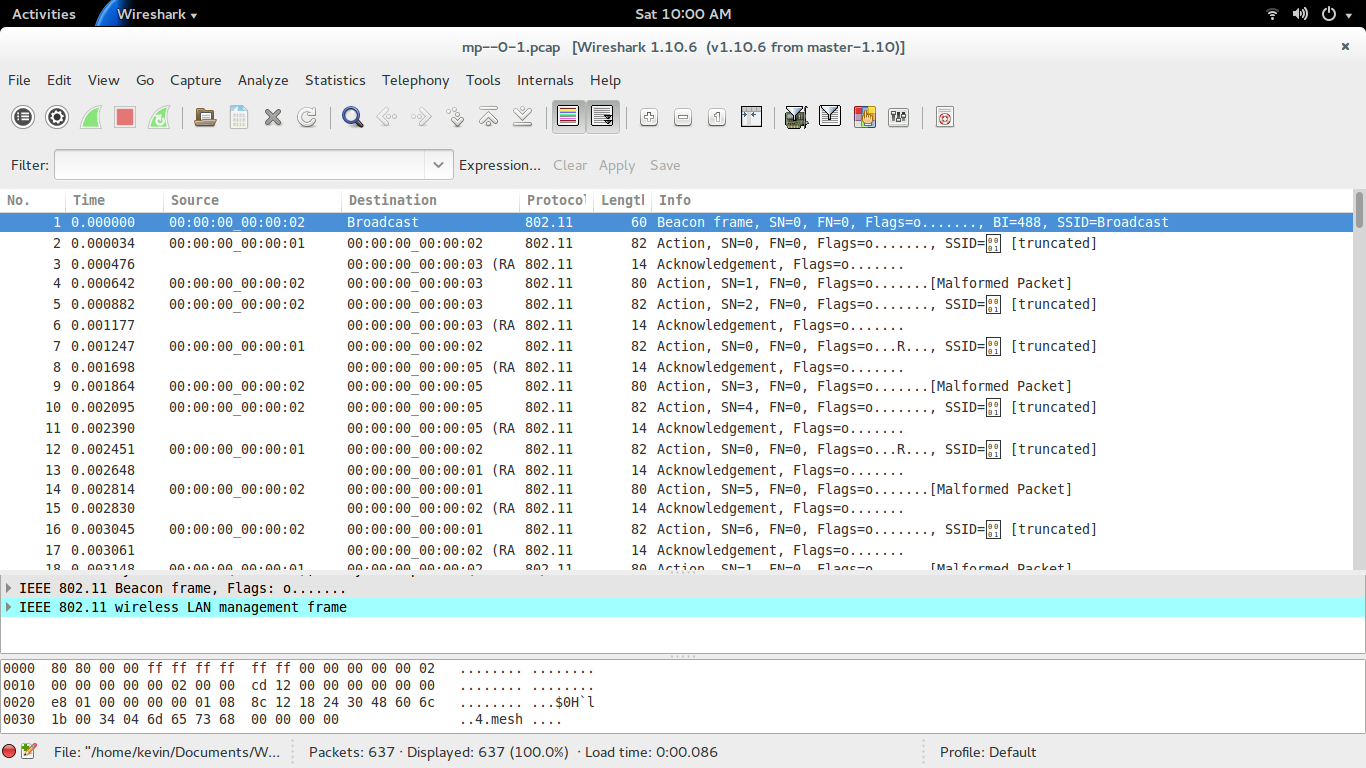 Activities Wireshark Sat 10:00 AM
mp--0-1.pcap [Wireshark 1.10.6 (v1.10.6 from master-1.10)]
File Edit View Go Capture Analyze Statistics Telephony Tools Internals Help
Filter: Expression... Clear Apply Save
No. Time Source Destination Protocol Length Info
1 0.000000 00:00:00_00:00:02 Broadcast 802.11 60 Beacon frame, SN=0, FN=0, Flags=o......., BI=488, SSID=Broadcast
2 0.000034 00:00:00_00:00:01 00:00:00_00:00:02 802.11 82 Action, SN=0, FN=0, Flags=o......., SSID= [truncated]
3 0.000476 00:00:00_00:00:03 (RA 802.11 14 Acknowledgement, Flags=o.......
4 0.000642 00:00:00_00:00:02 00:00:00_00:00:03 802.11 80 Action, SN=1, FN=0, Flags=o.......[Malformed Packet]
5 0.000882 00:00:00_00:00:02 00:00:00_00:00:03 802.11 82 Action, SN=2, FN=0, Flags=o......., SSID= [truncated]
6 0.001177 00:00:00_00:00:03 (RA 802.11 14 Acknowledgement, Flags=o.......
7 0.001247 00:00:00_00:00:01 00:00:00_00:00:02 802.11 82 Action, SN=0, FN=0, Flags=o...R..., SSID= [truncated]
8 0.001698 00:00:00_00:00:05 (RA 802.11 14 Acknowledgement, Flags=o.......
9 0.001864 00:00:00_00:00:02 00:00:00_00:00:05 802.11 80 Action, SN=3, FN=0, Flags=o.......[Malformed Packet]
10 0.002095 00:00:00_00:00:02 00:00:00_00:00:05 802.11 82 Action, SN=4, FN=0, Flags=o......., SSID= [truncated]
11 0.002390 00:00:00_00:00:05 (RA 802.11 14 Acknowledgement, Flags=o.......
12 0.002451 00:00:00_00:00:01 00:00:00_00:00:02 802.11 82 Action, SN=0, FN=0, Flags=o...R..., SSID= [truncated]
13 0.002648 00:00:00_00:00:01 (RA 802.11 14 Acknowledgement, Flags=o.......
14 0.002814 00:00:00_00:00:02 00:00:00_00:00:01 802.11 80 Action, SN=5, FN=0, Flags=o.......[Malformed Packet]
15 0.002830 00:00:00_00:00:02 (RA 802.11 14 Acknowledgement, Flags=o.......
16 0.003045 00:00:00_00:00:02 00:00:00_00:00:01 802.11 82 Action, SN=6, FN=0, Flags=o......., SSID= [truncated]
17 0.003061 00:00:00_00:00:02 (RA 802.11 14 Acknowledgement, Flags=o.......
18 0.003148 00:00:00_00:00:01 00:00:00_00:00:02 802.11 80 Action, SN=1, FN=0, Flags=o.......[Malformed Packet]
IEEE 802.11 Beacon frame, Flags: o.......
IEEE 802.11 wireless LAN management frame
0000 80 80 00 00 ff ff ff ff ff ff 00 00 00 00 00 02 ........ ........
0010 00 00 00 00 00 02 00 00 cd 12 00 00 00 00 00 00 ........ ........
0020 e8 01 00 00 00 00 01 08 8c 12 18 24 30 48 60 6c ........ ...$0H`l
0030 1b 00 34 04 6d 65 73 68 00 00 00 00 ..4.mesh ....
File: "/home/kevin/Documents/W... Packets: 637 · Displayed: 637 (100.0%) · Load time: 0:00.086 Profile: Default